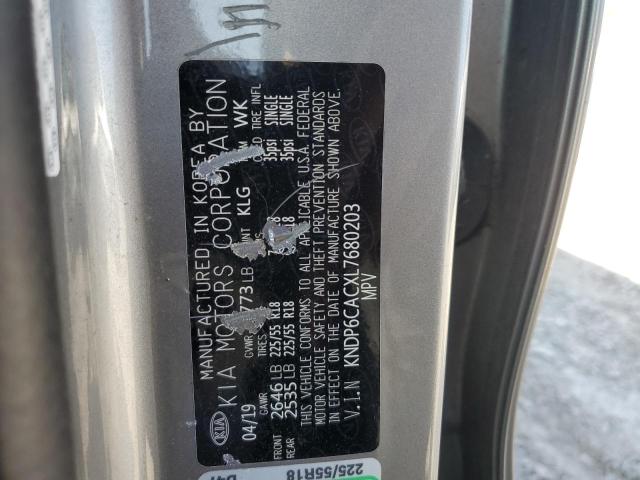 MANUFACTURED IN KOREA BY
KIA KIA MOTORS CORPORATION
04/19 GVWR 773 LB KLG WK
GAWR TIRES COLD TIRE INFL
FRONT 2646 LB 225/55 R18 35psi SINGLE
REAR 2535 LB 225/55 R18 35psi SINGLE
THIS VEHICLE CONFORMS TO ALL APPLICABLE U.S.A. FEDERAL
MOTOR VEHICLE SAFETY AND THEFT PREVENTION STANDARDS
IN EFFECT ON THE DATE OF MANUFACTURE SHOWN ABOVE.
V.I.N KNDP6CACXL7680203
MPV
225/55R18